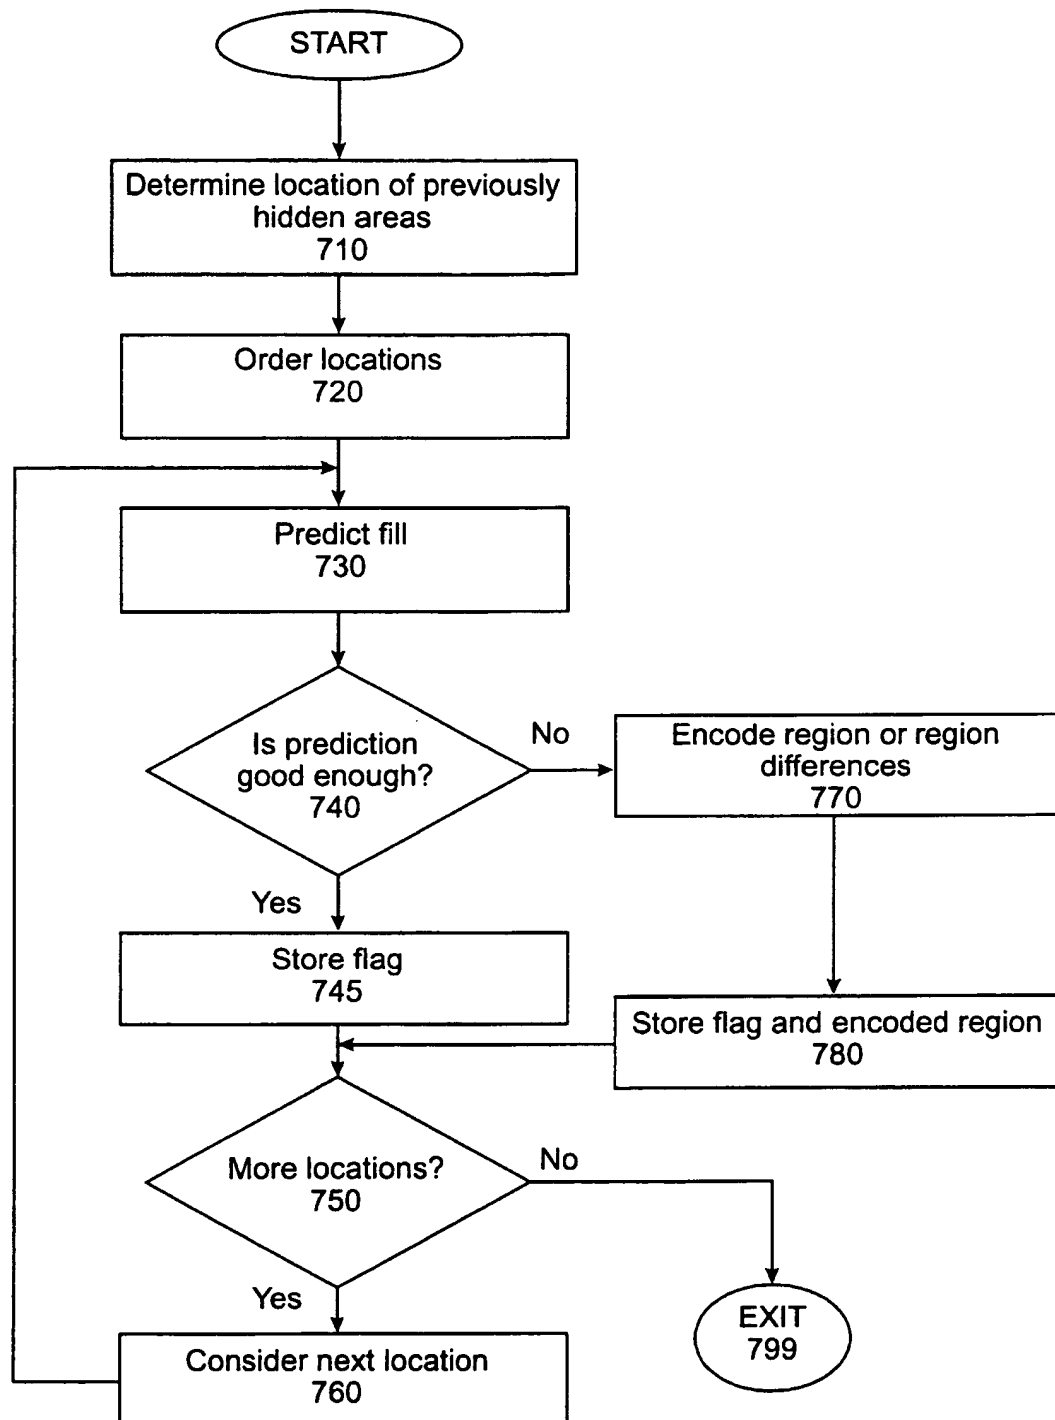 START
Determine location of previously
hidden areas
710
Order locations
720
Predict fill
730
Is prediction
good enough?
740
No
Encode region or region
differences
770
Yes
Store flag
745
Store flag and encoded region
780
More locations?
750
No
Yes
EXIT
799
Consider next location
760